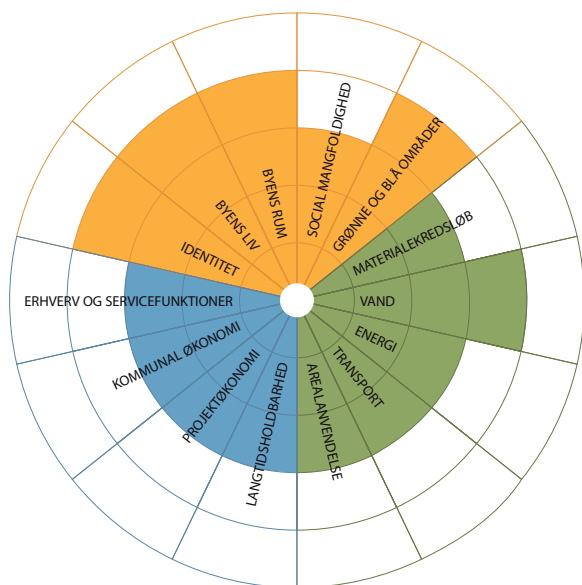 SOCIAL MANGFOLDIGHED
GRØNNE OG BLÅ OMRÅDER
MATERIALEKREDSLØB
VAND
ENERGI
TRANSPORT
AREALANVENDELSE
LANGTIDSHOLDBARHED
PROJEKTØKONOMI
KOMMUNAL ØKONOMI
ERHVERV OG SERVICEFUNKTIONER
IDENTITET
BYENS LIV
BYENS RUM